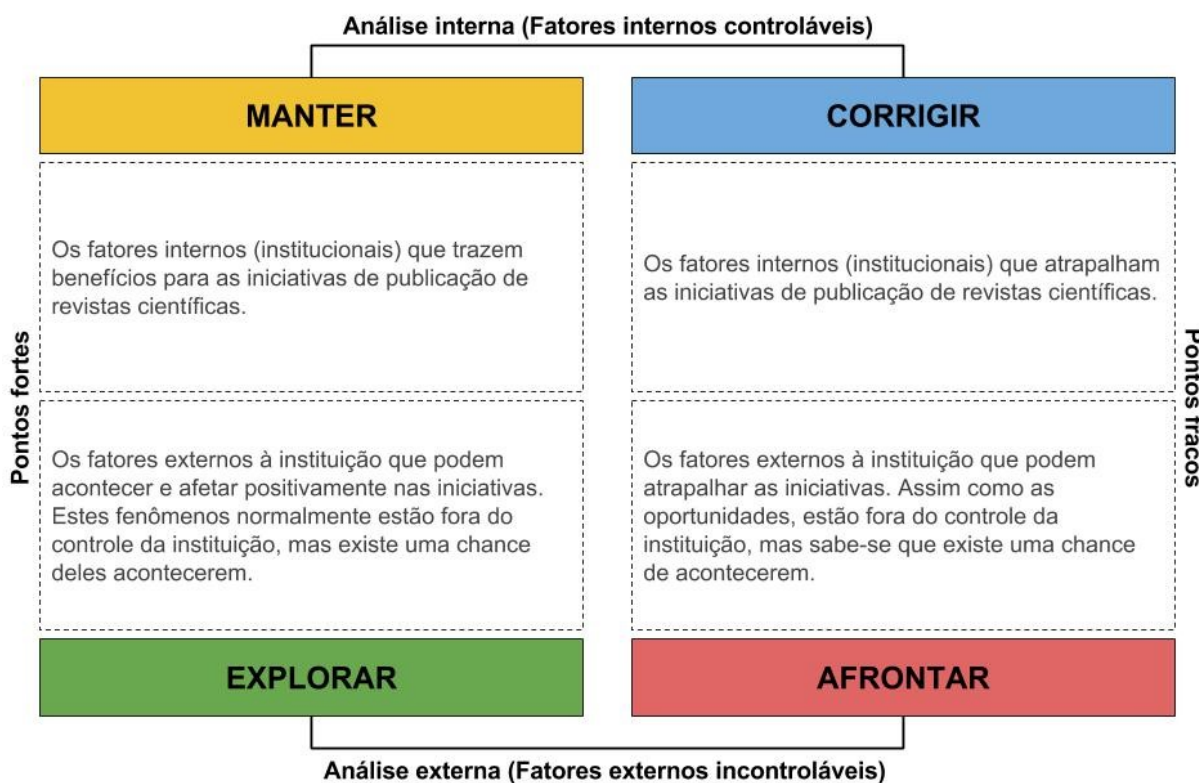 Análise interna (Fatores internos controláveis)
MANTER
CORRIGIR
Pontos fortes
Os fatores internos (institucionais) que trazem
benefícios para as iniciativas de publicação de
revistas científicas.
Os fatores internos (institucionais) que atrapalham
as iniciativas de publicação de revistas científicas.
Pontos fracos
Os fatores externos à instituição que podem
acontecer e afetar positivamente nas iniciativas.
Estes fenômenos normalmente estão fora do
controle da instituição, mas existe uma chance
deles acontecerem.
Os fatores externos à instituição que podem
atrapalhar as iniciativas. Assim como as
oportunidades, estão fora do controle da
instituição, mas sabe-se que existe uma chance
de acontecerem.
EXPLORAR
AFRONTAR
Análise externa (Fatores externos incontroláveis)